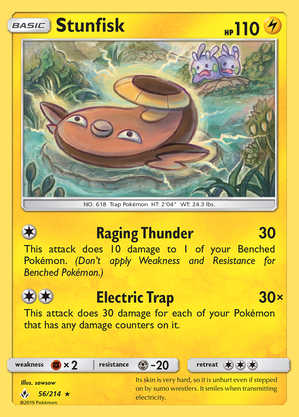 BASIC
Stunfisk
HP 110
NO. 618 Trap Pokémon HT: 2'04" WT: 24.3 lbs.
Raging Thunder 30
This attack does 10 damage to 1 of your Benched
Pokémon. (Don't apply Weakness and Resistance for
Benched Pokémon.)
Electric Trap 30×
This attack does 30 damage for each of your Pokémon
that has any damage counters on it.
weakness × 2 resistance -20 retreat
Illus. sowsow
56/214
©2019 Pokémon
Its skin is very hard, so it is unhurt even if stepped
on by sumo wrestlers. It smiles when transmitting
electricity.